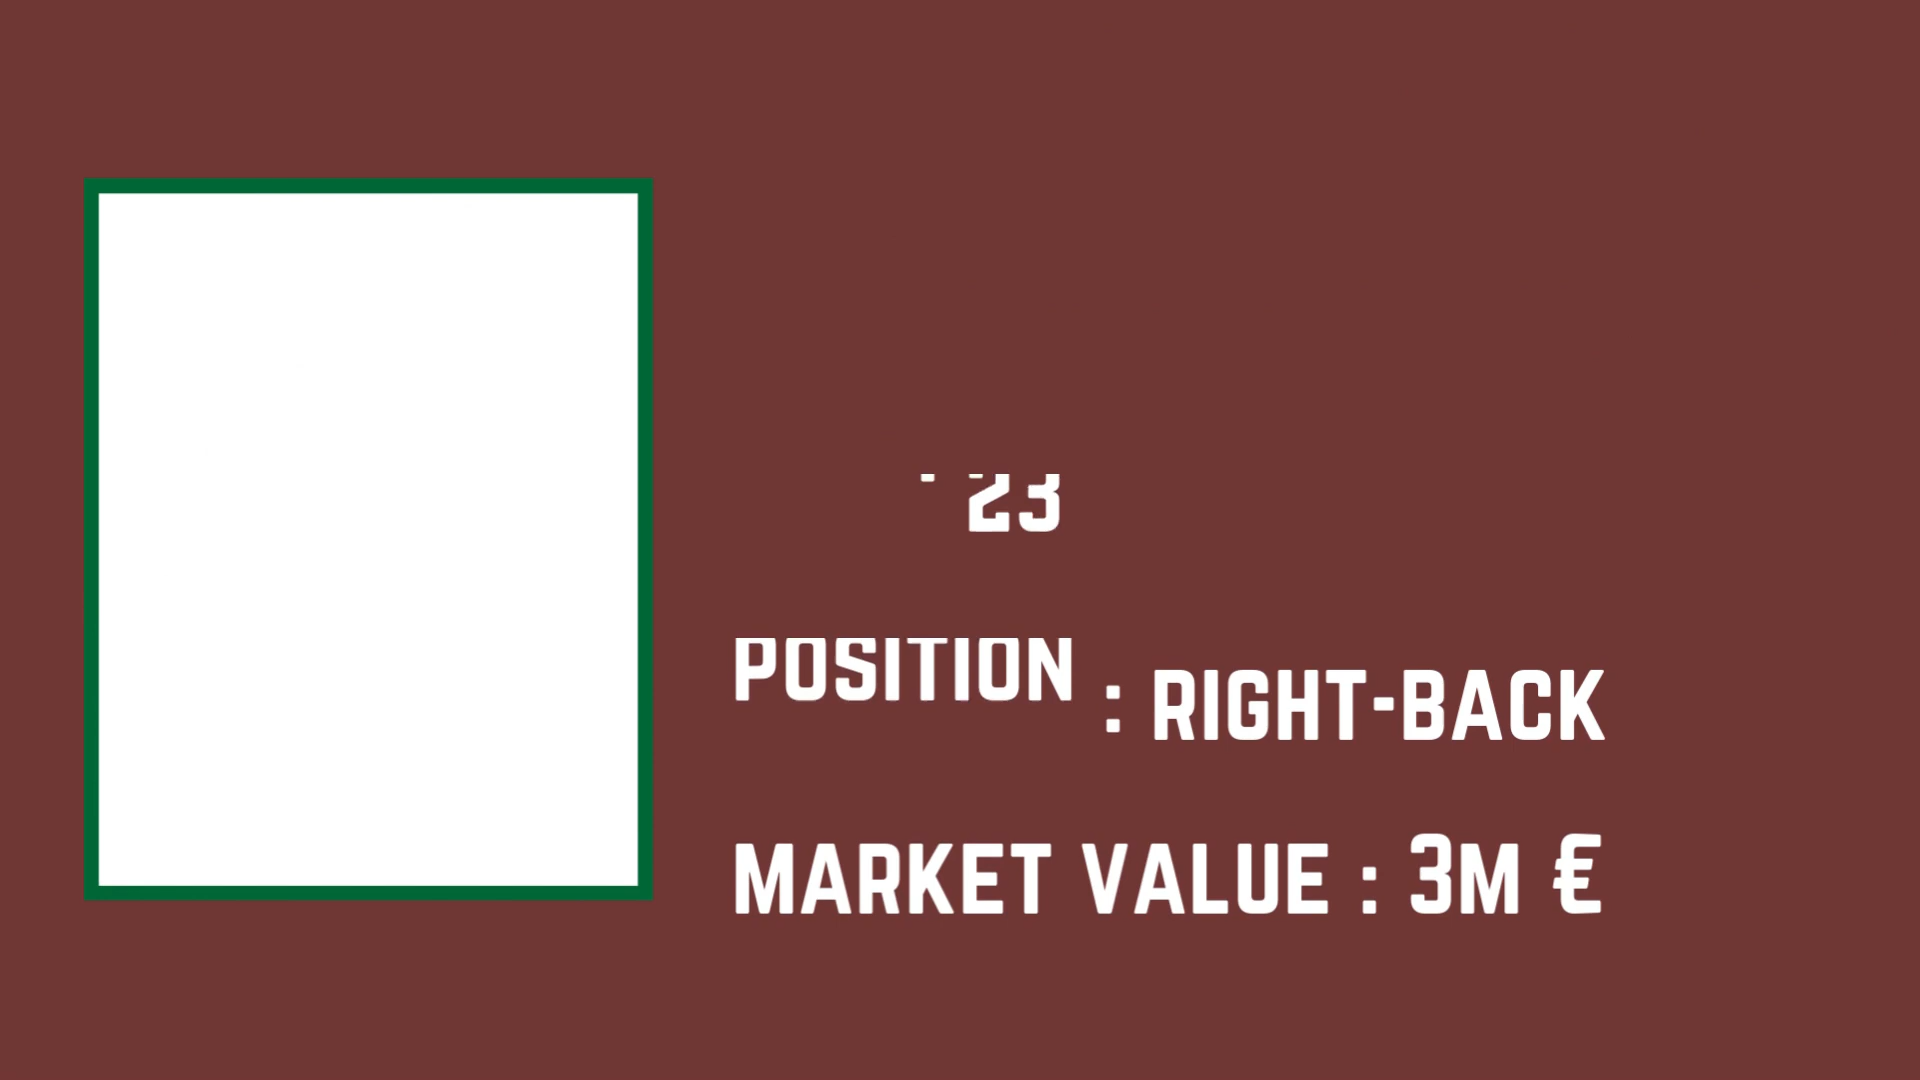 : 23
POSITION : RIGHT-BACK
MARKET VALUE : 3M €